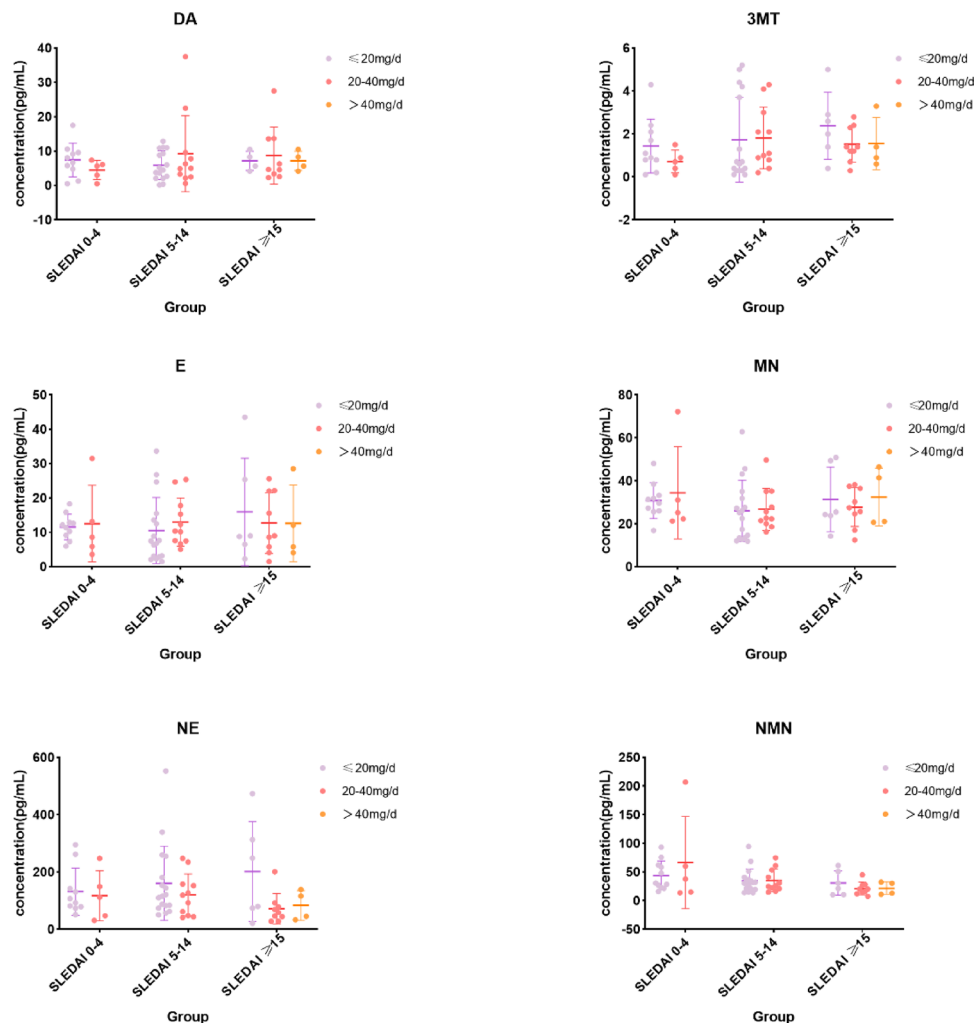 DA
concentration(pg/mL)
40
30
20
10
0
-10
SLEDAI 0-4
SLEDAI 5-14
SLEDAI ⩾15
Group
⩽20mg/d
20-40mg/d
＞40mg/d
3MT
concentration(pg/mL)
6
4
2
0
-2
SLEDAI 0-4
SLEDAI 5-14
SLEDAI ⩾15
Group
⩽20mg/d
20-40mg/d
＞40mg/d
E
concentration(pg/mL)
50
40
30
20
10
0
SLEDAI 0-4
SLEDAI 5-14
SLEDAI ⩾15
Group
⩽20mg/d
20-40mg/d
＞40mg/d
MN
concentration(pg/mL)
80
60
40
20
0
SLEDAI 0-4
SLEDAI 5-14
SLEDAI ⩾15
Group
⩽20mg/d
20-40mg/d
＞40mg/d
NE
concentration(pg/mL)
600
400
200
0
SLEDAI 0-4
SLEDAI 5-14
SLEDAI ⩾15
Group
⩽20mg/d
20-40mg/d
＞40mg/d
NMN
concentration(pg/mL)
250
200
150
100
50
0
-50
SLEDAI 0-4
SLEDAI 5-14
SLEDAI ⩾15
Group
⩽20mg/d
20-40mg/d
＞40mg/d